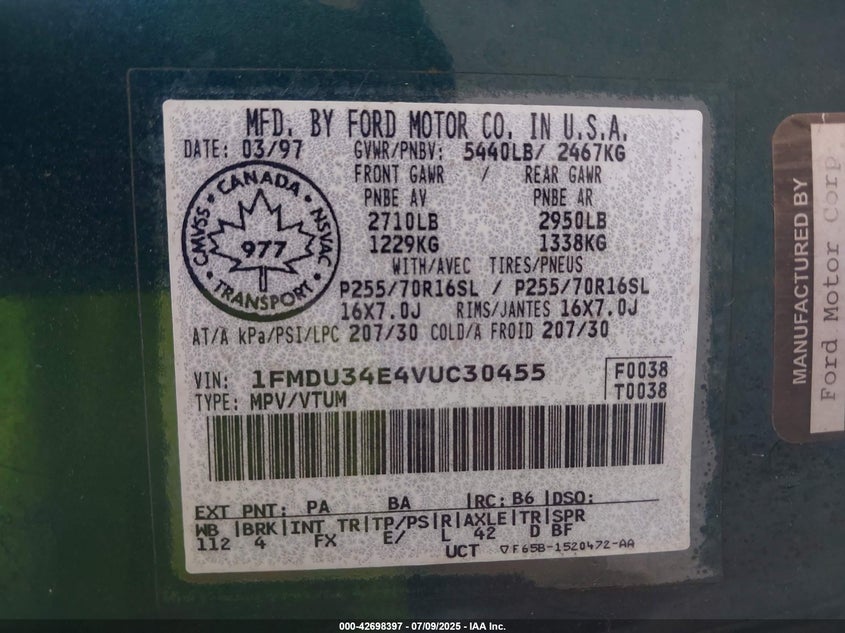 MFD. BY FORD MOTOR CO. IN U.S.A.
DATE: 03/97 GVWR/PNBV: 5440LB/ 2467KG
FRONT GAWR / REAR GAWR
PNBE AV PNBE AR
2710LB 2950LB
1229KG 1338KG
WITH/AVEC TIRES/PNEUS
P255/70R16SL / P255/70R16SL
16X7.0J RIMS/JANTES 16X7.0J
AT/A kPa/PSI/LPC 207/30 COLD/A FROID 207/30
CMVSS CANADA NSVAC
977
TRANSPORT
VIN: 1FMDU34E4VUC30455 F0038
TYPE: MPV/VTUM T0038
EXT PNT: PA BA |RC: B6 |DSO:
WB |BRK|INT TR|TP/PS|R|AXLE|TR|SPR
112 4 FX E/ L 42 D BF
UCT ▽F65B-1520472-AA
MANUFACTURED BY
Ford Motor Corp
000-42698397 - 07/09/2025 - IAA Inc.